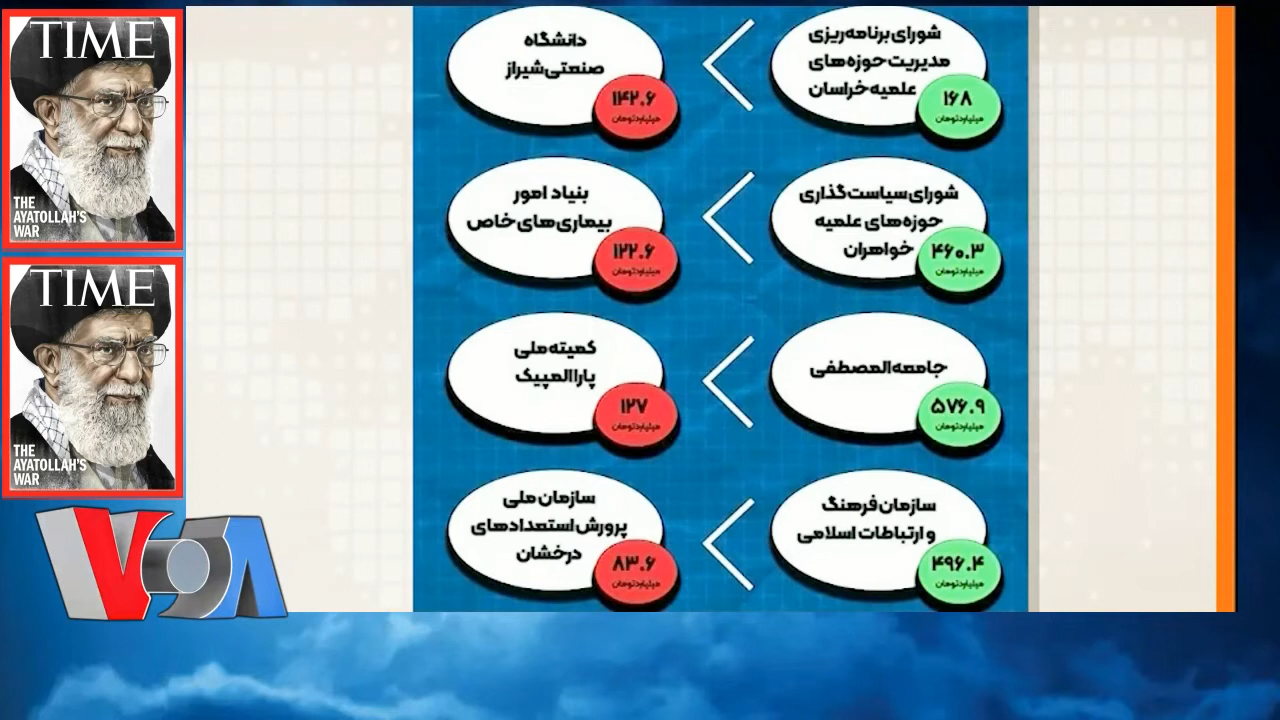 TIME
THE
AYATOLLAH'S
WAR
TIME
THE
AYATOLLAH'S
WAR
VOA
شورای برنامه‌ریزی
مدیریت حوزه‌های
علمیه خراسان
۱۶۸
میلیارد تومان
دانشگاه
صنعتی شیراز
۱۴۲.۶
میلیارد تومان
شورای سیاست‌گذاری
حوزه‌های علمیه
خواهران
۴۶۰.۳
میلیارد تومان
بنیاد امور
بیماری‌های خاص
۱۲۲.۶
میلیارد تومان
جامعه المصطفی
۵۷۶.۹
میلیارد تومان
کمیته ملی
پاراالمپیک
۱۲۷
میلیارد تومان
سازمان فرهنگ
و ارتباطات اسلامی
۴۹۶.۴
میلیارد تومان
سازمان ملی
پرورش استعدادهای
درخشان
۸۳.۶
میلیارد تومان